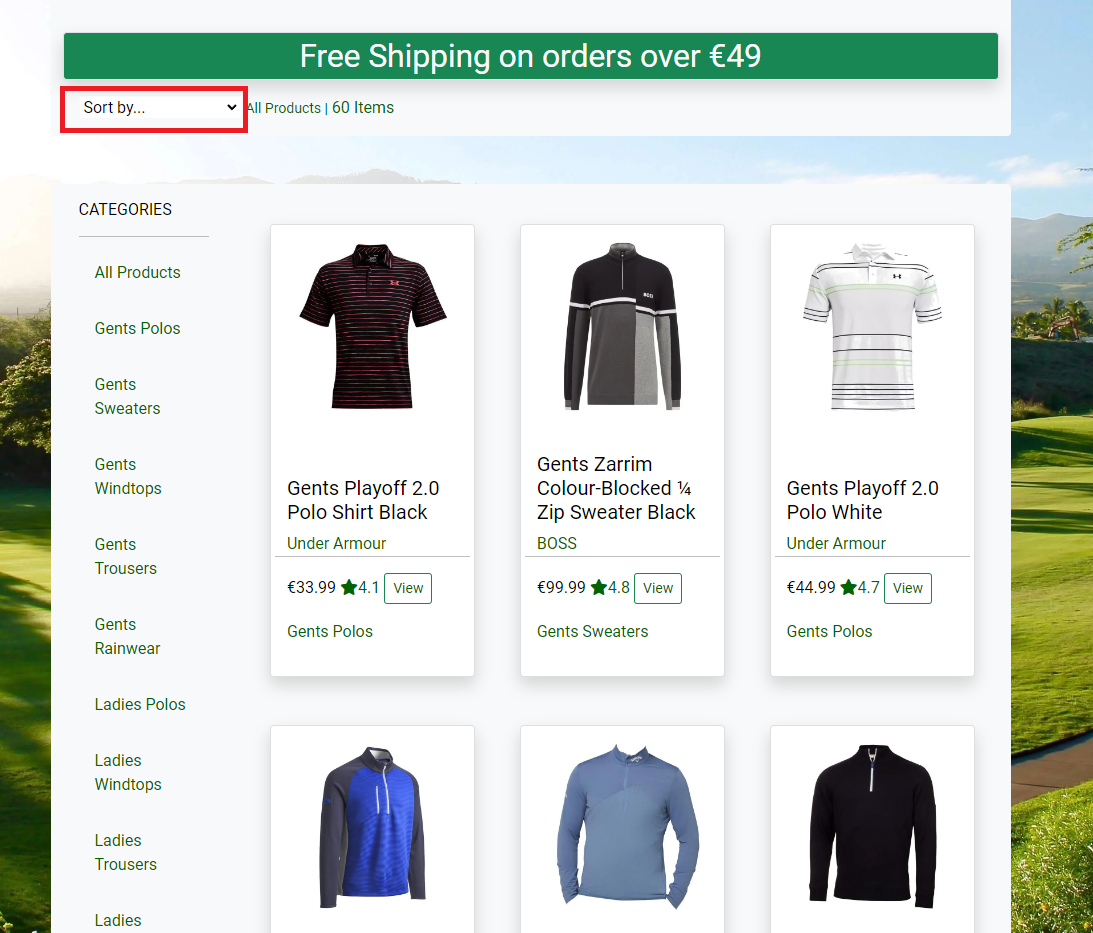 Free Shipping on orders over €49
Sort by... All Products | 60 Items
CATEGORIES
All Products
Gents Polos
Gents
Sweaters
Gents
Windtops
Gents
Trousers
Gents
Rainwear
Ladies Polos
Ladies
Windtops
Ladies
Trousers
Ladies
Gents Playoff 2.0
Polo Shirt Black
Under Armour
€33.99 4.1 View
Gents Polos
BOSS
Gents Zarrim
Colour-Blocked ¼
Zip Sweater Black
BOSS
€99.99 4.8 View
Gents Sweaters
Gents Playoff 2.0
Polo White
Under Armour
€44.99 4.7 View
Gents Polos